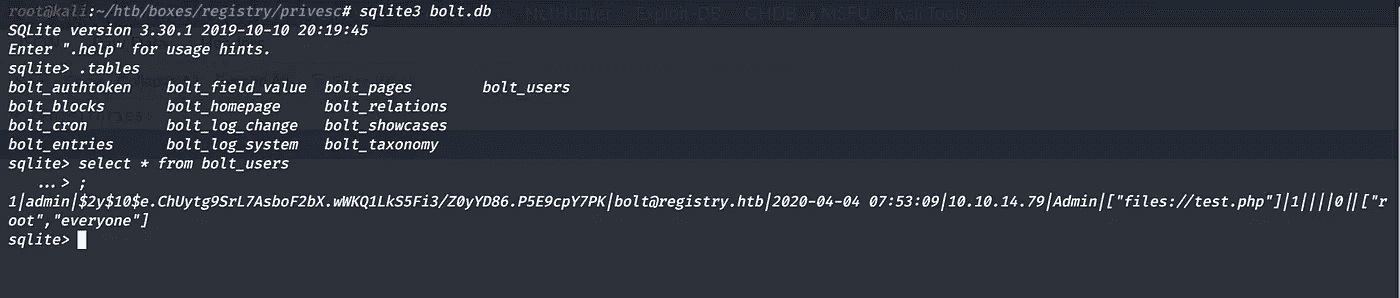 root@kali:~/htb/boxes/registry/privesc# sqlite3 bolt.db
SQLite version 3.30.1 2019-10-10 20:19:45
Enter ".help" for usage hints.
sqlite> .tables
bolt_authtoken    bolt_field_value  bolt_pages        bolt_users
bolt_blocks       bolt_homepage     bolt_relations
bolt_cron         bolt_log_change   bolt_showcases
bolt_entries      bolt_log_system   bolt_taxonomy
sqlite> select * from bolt_users
   ...> ;
1|admin|$2y$10$e.ChUytg9SrL7AsboF2bX.wWKQ1LkS5Fi3/Z0yYD86.P5E9cpY7PK|bolt@registry.htb|2020-04-04 07:53:09|10.10.14.79|Admin|["files://test.php"]|1||||0||["r
oot","everyone"]
sqlite>